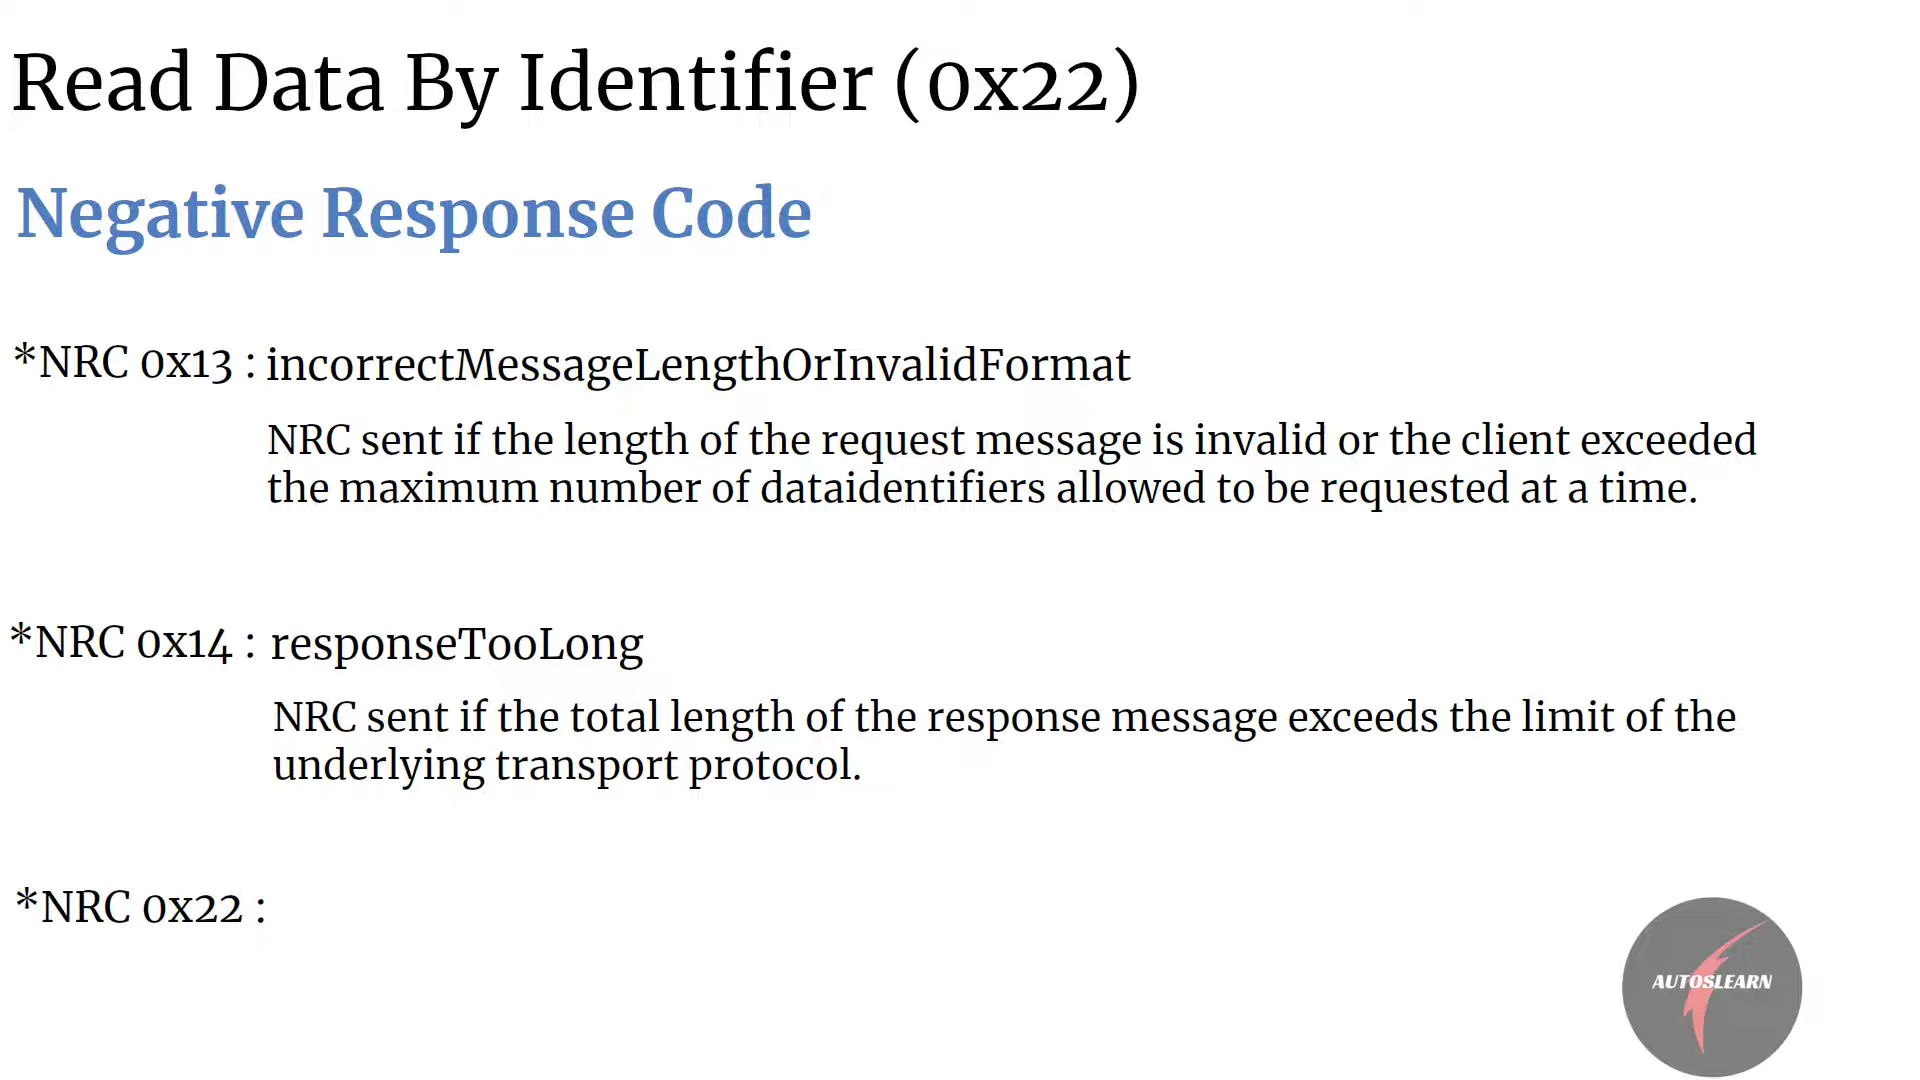 Read Data By Identifier (0x22)
Negative Response Code
*NRC 0x13 : incorrectMessageLengthOrInvalidFormat
NRC sent if the length of the request message is invalid or the client exceeded
the maximum number of dataidentifiers allowed to be requested at a time.
*NRC 0x14 : responseTooLong
NRC sent if the total length of the response message exceeds the limit of the
underlying transport protocol.
*NRC 0x22 :
AUTOSLEARN